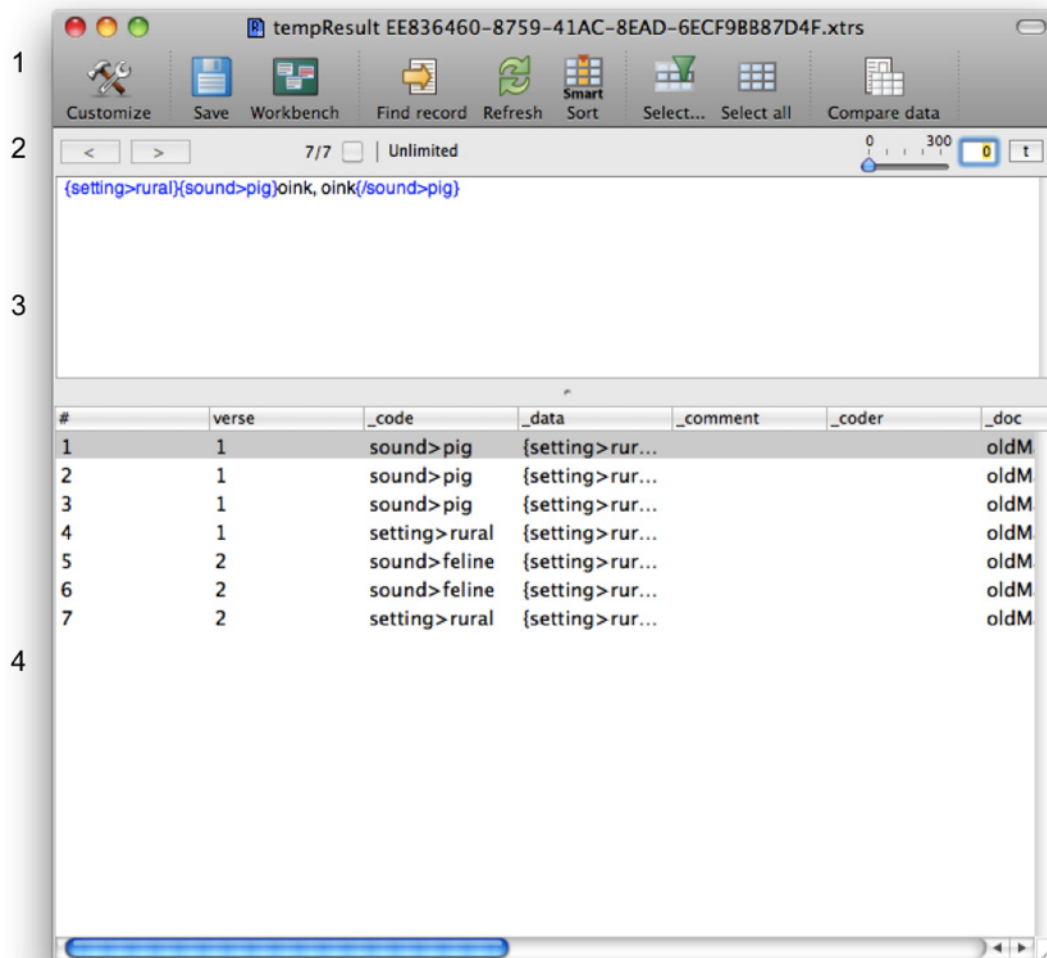 tempResult EE836460-8759-41AC-8EAD-6ECF9BB87D4F.xtrs
1
Smart
Customize Save Workbench Find record Refresh Sort Select... Select all Compare data
2
< > 7/7 | Unlimited 0 300 0 t
{setting>rural}{sound>pig}oink, oink{/sound>pig}
3
# verse _code _data _comment _coder _doc
1 1 sound>pig {setting>rur... oldM
2 1 sound>pig {setting>rur... oldM
3 1 sound>pig {setting>rur... oldM
4 1 setting>rural {setting>rur... oldM
5 2 sound>feline {setting>rur... oldM
6 2 sound>feline {setting>rur... oldM
7 2 setting>rural {setting>rur... oldM
4